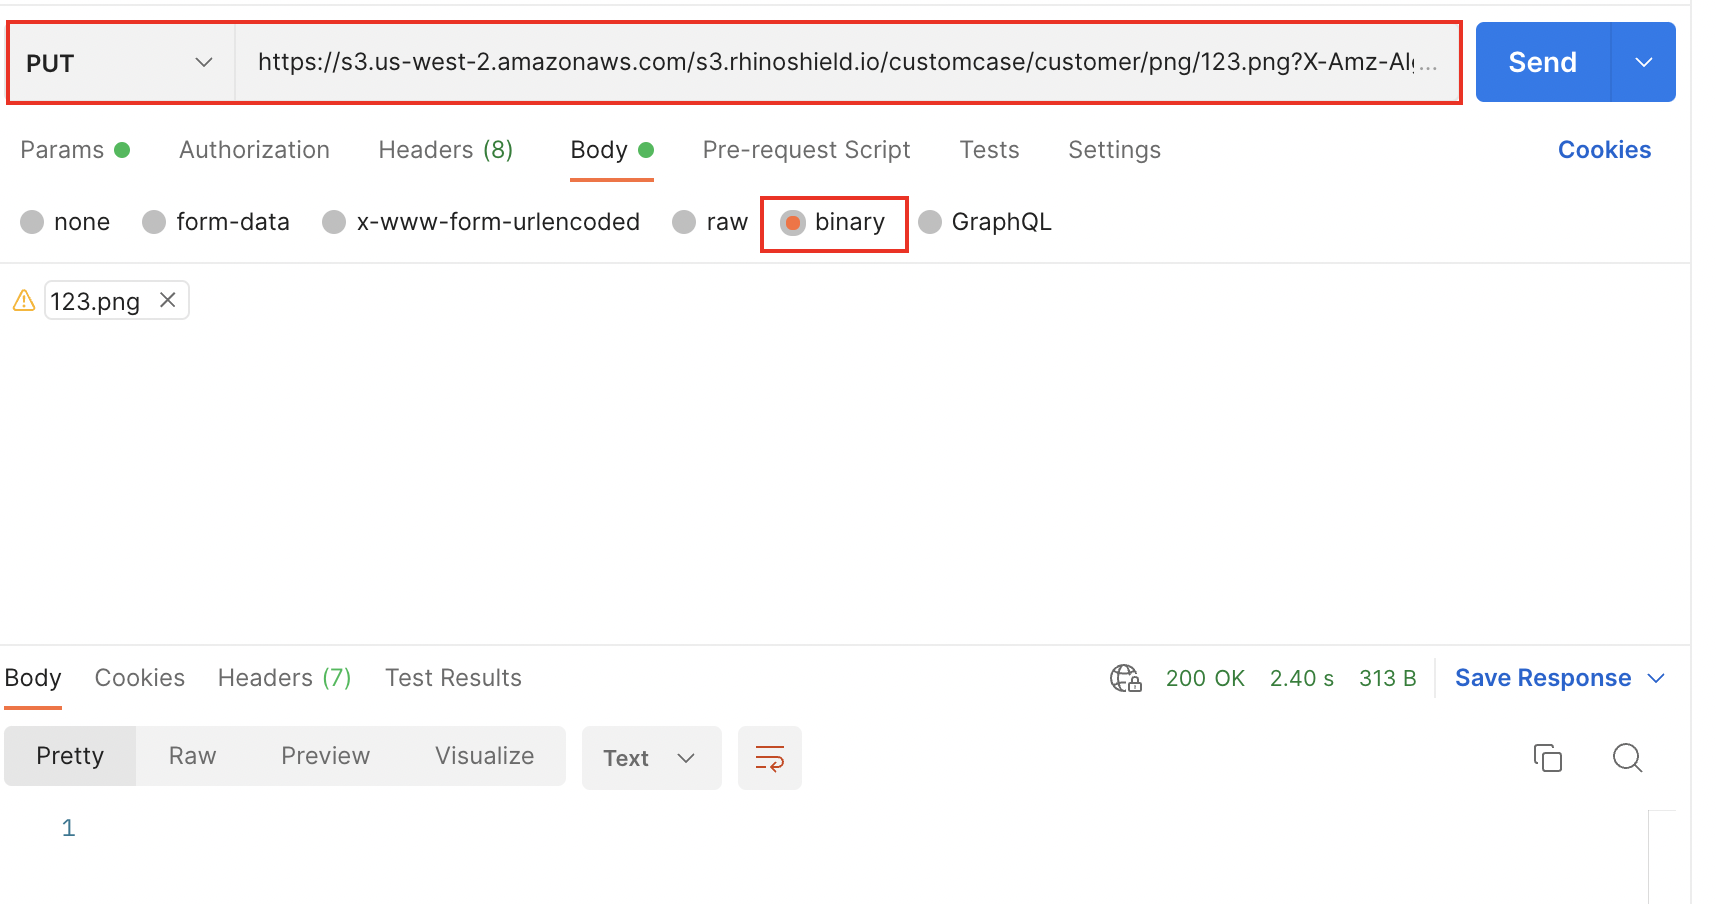 PUT https://s3.us-west-2.amazonaws.com/s3.rhinoshield.io/customcase/customer/png/123.png?X-Amz-Al... Send
Params Authorization Headers (8) Body Pre-request Script Tests Settings Cookies
none form-data x-www-form-urlencoded raw binary GraphQL
123.png
Body Cookies Headers (7) Test Results 200 OK 2.40 s 313 B Save Response
Pretty Raw Preview Visualize Text
1